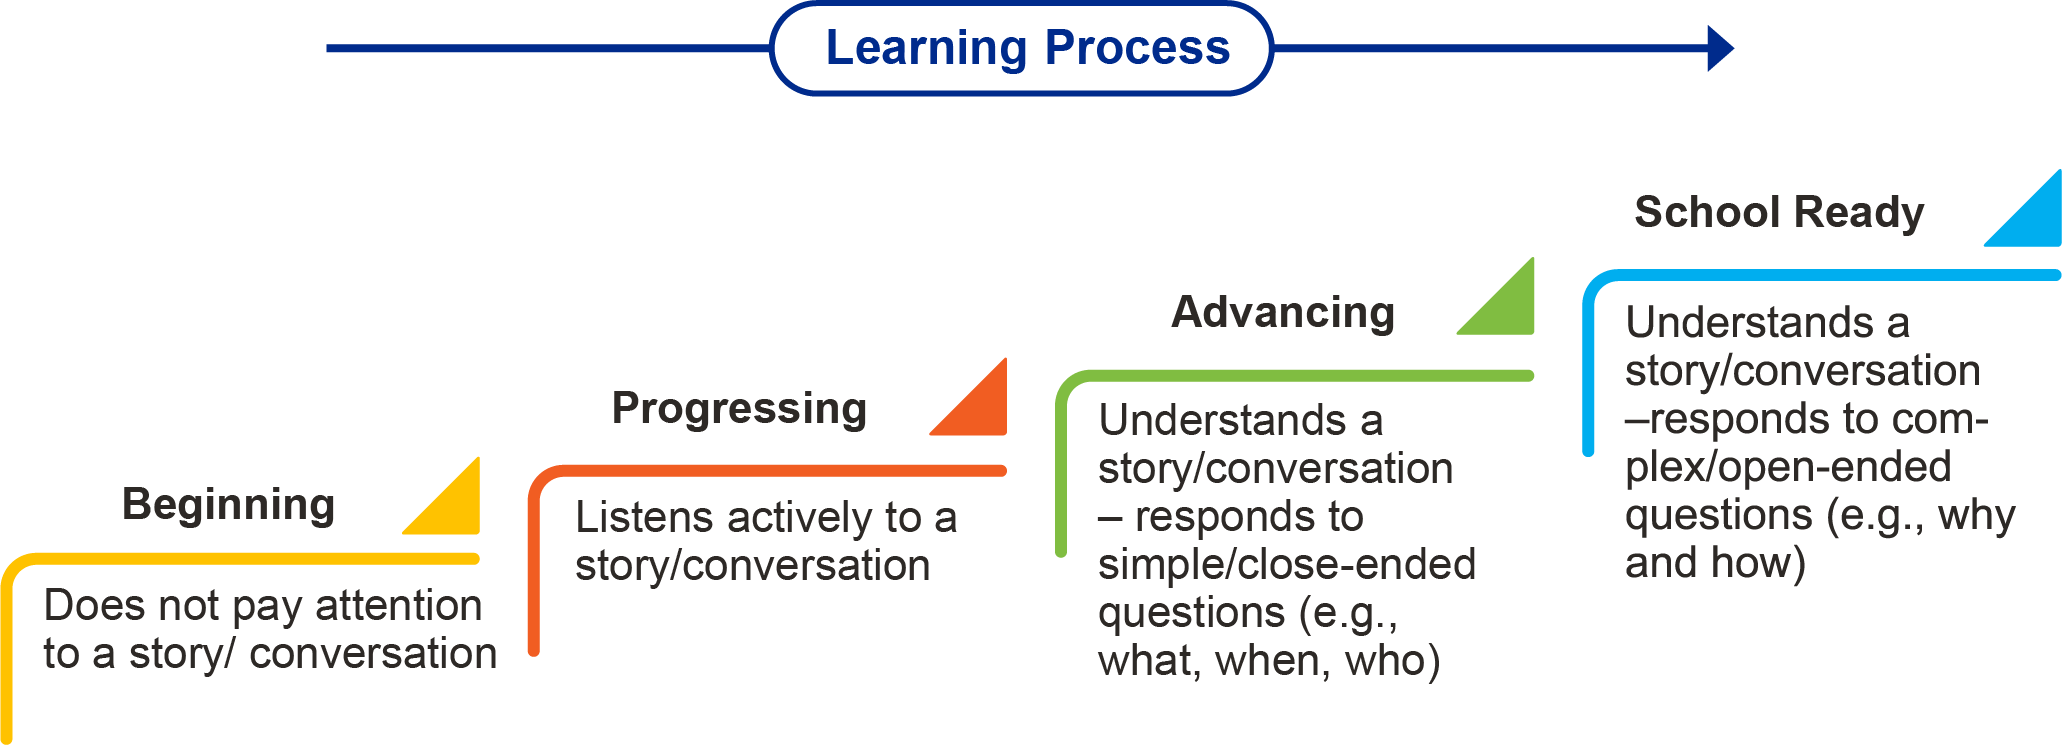 Learning Process
Beginning
Does not pay attention
to a story/ conversation
Progressing
Listens actively to a
story/conversation
Advancing
Understands a
story/conversation
– responds to
simple/close-ended
questions (e.g.,
what, when, who)
School Ready
Understands a
story/conversation
–responds to com-
plex/open-ended
questions (e.g., why
and how)